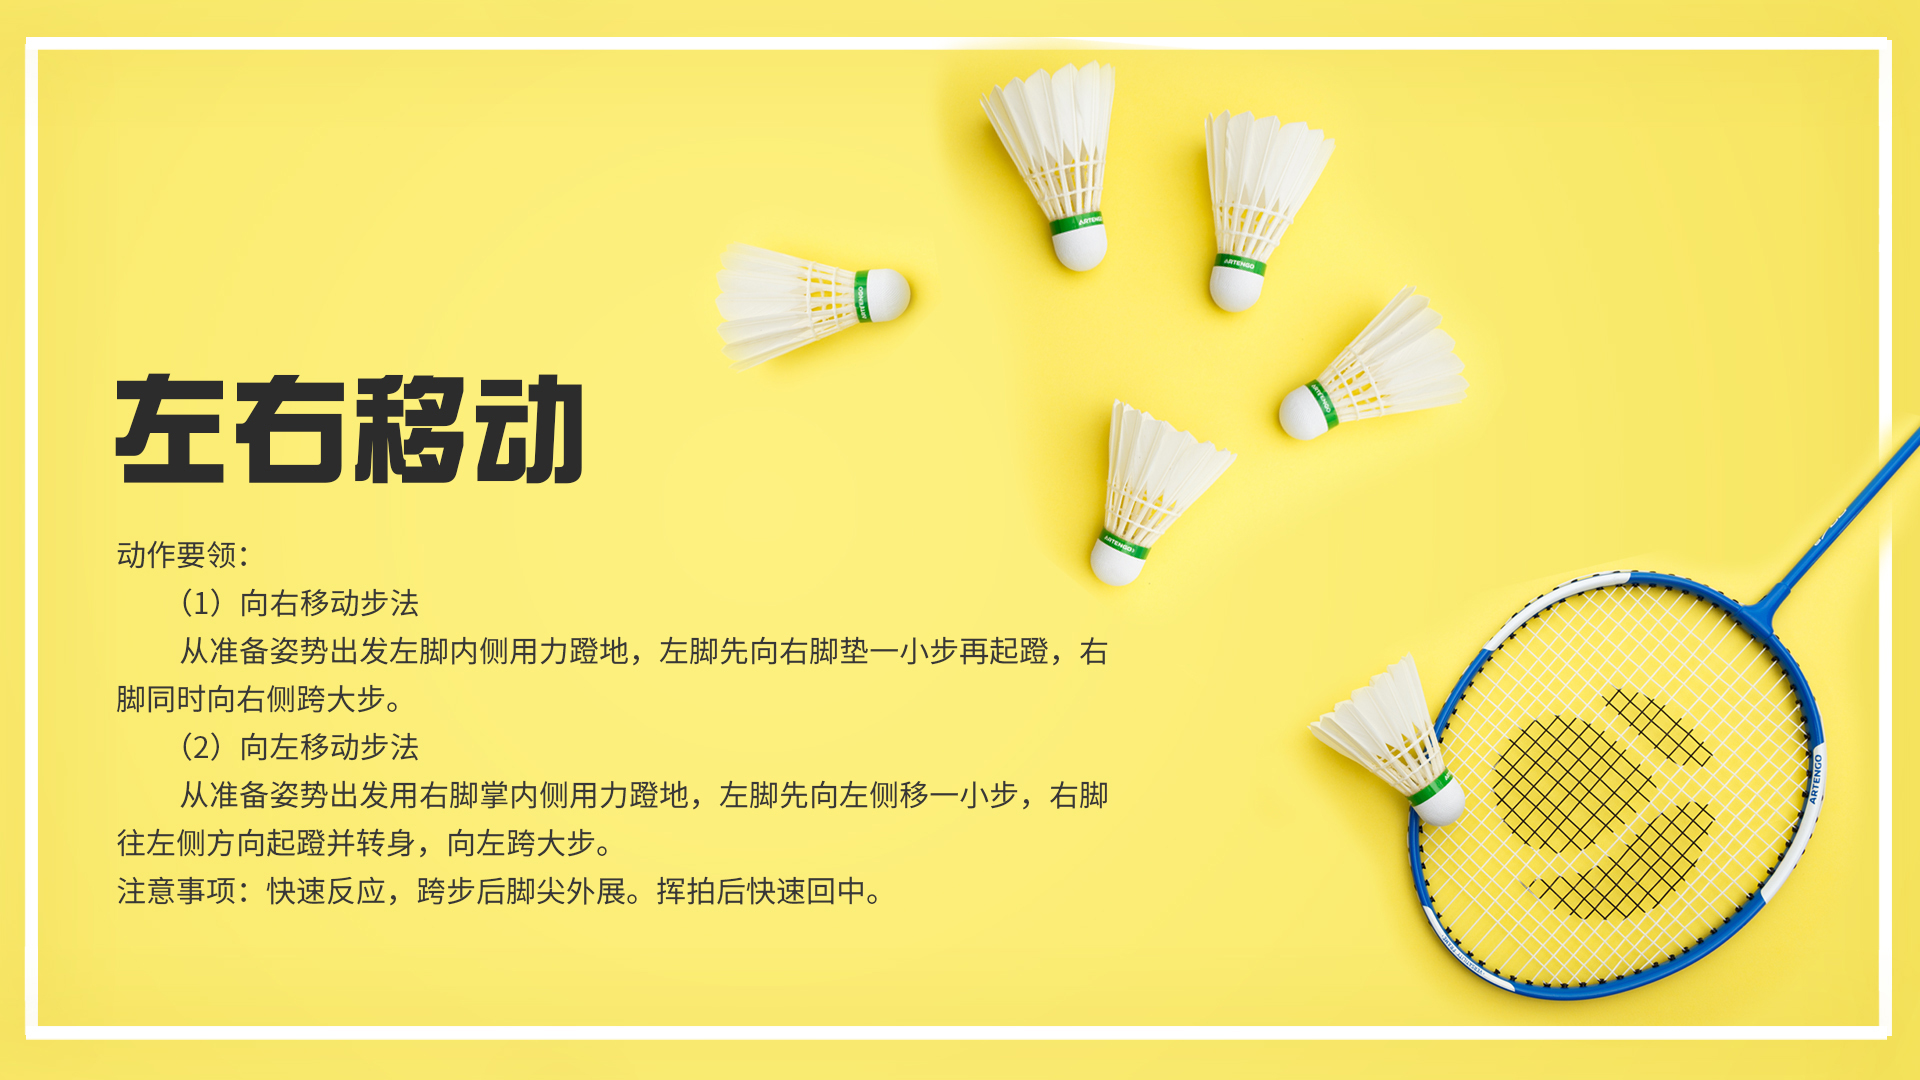 左右移动
动作要领：
（1）向右移动步法
从准备姿势出发左脚内侧用力蹬地，左脚先向右脚垫一小步再起蹬，右
脚同时向右侧跨大步。
（2）向左移动步法
从准备姿势出发用右脚掌内侧用力蹬地，左脚先向左侧移一小步，右脚
往左侧方向起蹬并转身，向左跨大步。
注意事项：快速反应，跨步后脚尖外展。挥拍后快速回中。
ARTENGO
ARTENGO
ARTENGO
ARTENGO
ARTENGO
ARTENGO